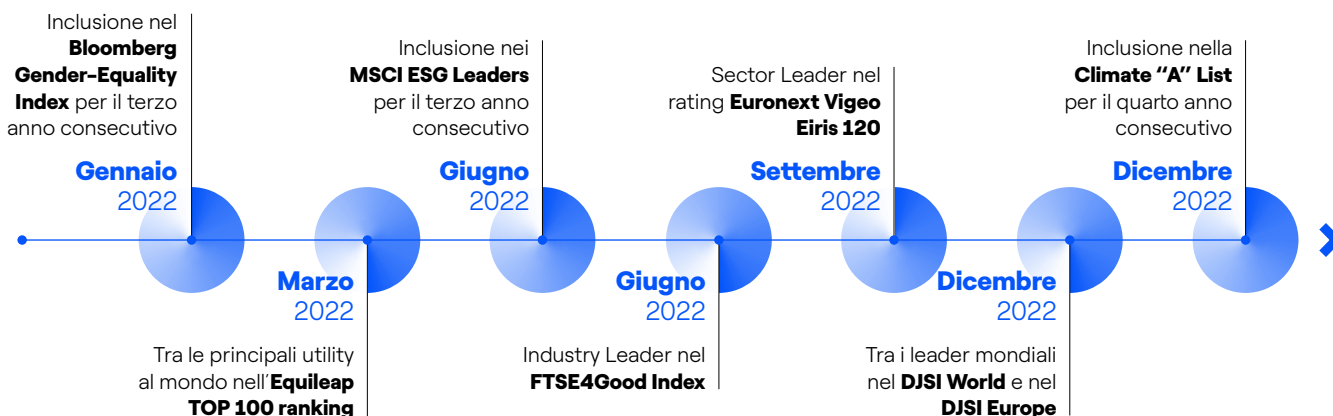 Inclusione nel
Bloomberg
Gender-Equality
Index per il terzo
anno consecutivo
Gennaio
2022
Marzo
2022
Tra le principali utility
al mondo nell'Equileap
TOP 100 ranking
Inclusione nei
MSCI ESG Leaders
per il terzo anno
consecutivo
Giugno
2022
Giugno
2022
Industry Leader nel
FTSE4Good Index
Sector Leader nel
rating Euronext Vigeo
Eiris 120
Settembre
2022
Dicembre
2022
Tra i leader mondiali
nel DJSI World e nel
DJSI Europe
Inclusione nella
Climate “A” List
per il quarto anno
consecutivo
Dicembre
2022